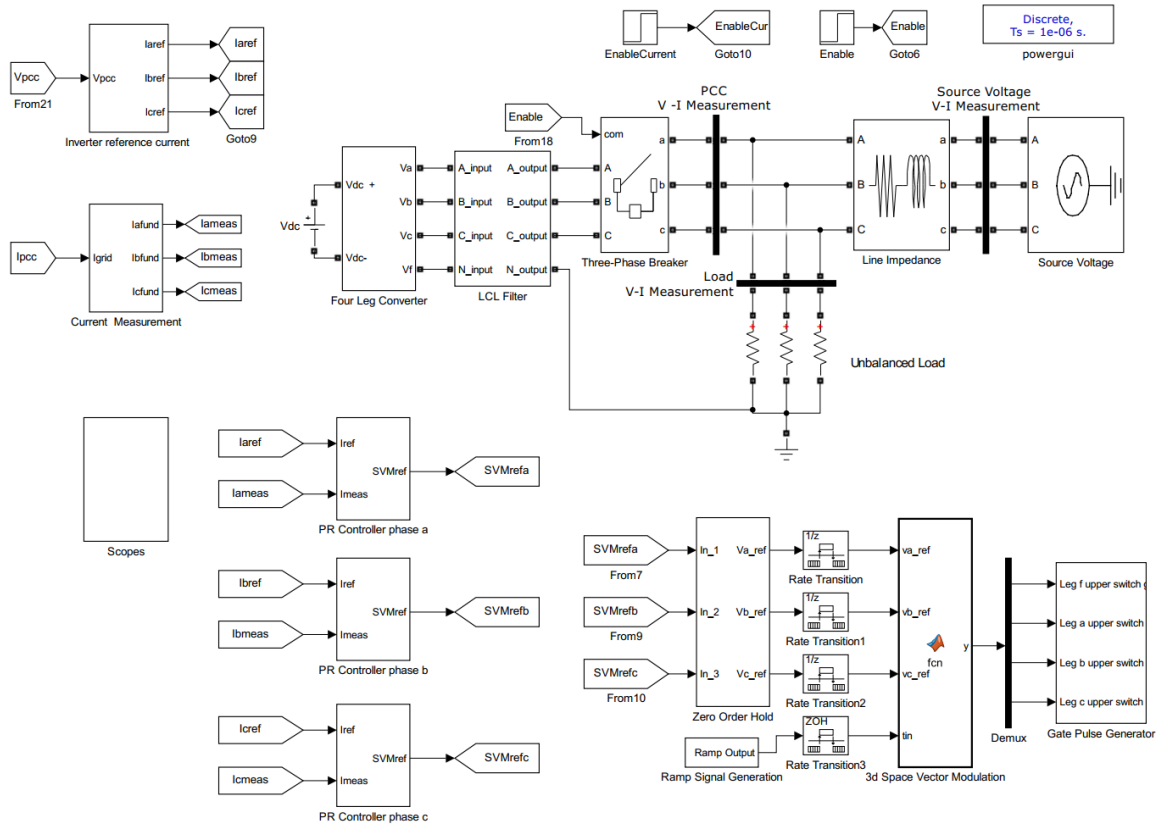 Iaref
Ibref
Icref
Vpcc
Inverter reference current
Iaref
Ibref
Icref
Goto9
Vpcc
From21
EnableCurrent
EnableCur
Goto10
Enable
Enable
Goto6
Discrete,
Ts = 1e-06 s.
powergui
Ipcc
Igrid
Iafund
Ibfund
Icfund
Current Measurement
Iameas
Ibmeas
Icmeas
Vdc
+
Vdc +
Vdc-
Va
Vb
Vc
Vf
Four Leg Converter
A_input
B_input
C_input
N_input
A_output
B_output
C_output
N_output
LCL Filter
Enable
From18
com
A
B
C
a
b
c
Three-Phase Breaker
PCC
V -I Measurement
A
B
C
a
b
c
Line Impedance
Source Voltage
V-I Measurement
A
B
C
Source Voltage
Load
V-I Measurement
+
+
+
Unbalanced Load
Scopes
Iaref
Iameas
Iref
Imeas
SVMref
PR Controller phase a
SVMrefa
Ibref
Ibmeas
Iref
Imeas
SVMref
PR Controller phase b
SVMrefb
Icref
Icmeas
Iref
Imeas
SVMref
PR Controller phase c
SVMrefc
SVMrefa
From7
SVMrefb
From9
SVMrefc
From10
In_1
In_2
In_3
Va_ref
Vb_ref
Vc_ref
Zero Order Hold
1/z
Rate Transition
1/z
Rate Transition1
1/z
Rate Transition2
ZOH
Rate Transition3
Ramp Output
Ramp Signal Generation
va_ref
vb_ref
vc_ref
tin
fcn
y
3d Space Vector Modulation
Demux
Leg f upper switch
Leg a upper switch
Leg b upper switch
Leg c upper switch
Gate Pulse Generator